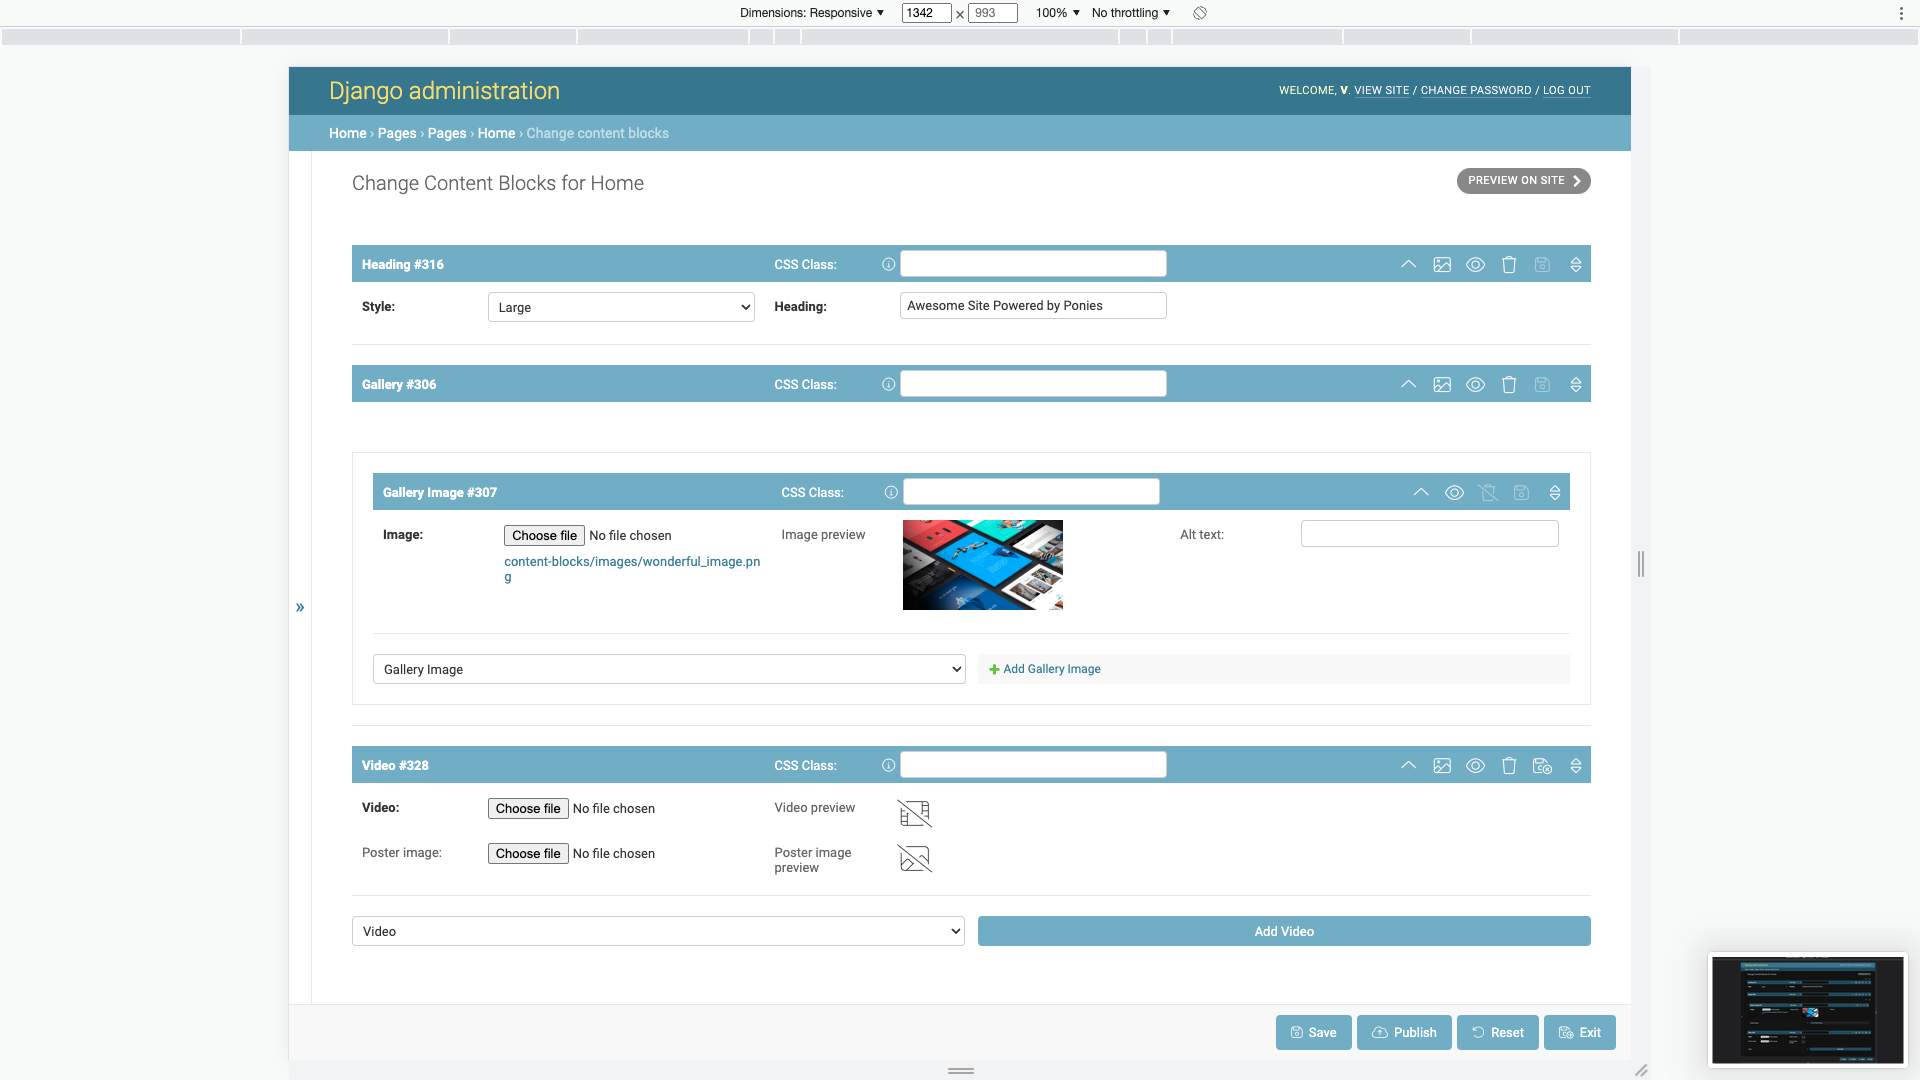 Dimensions: Responsive ▼ 1342 × 993 100% ▼ No throttling ▼
Django administration
WELCOME, V. VIEW SITE / CHANGE PASSWORD / LOG OUT
Home › Pages › Pages › Home › Change content blocks
Change Content Blocks for Home
PREVIEW ON SITE
Heading #316 CSS Class:
Style: Large Heading: Awesome Site Powered by Ponies
Gallery #306 CSS Class:
Gallery Image #307 CSS Class:
Image: Choose file No file chosen Image preview Alt text:
content-blocks/images/wonderful_image.pn
g
»
Gallery Image Add Gallery Image
Video #328 CSS Class:
Video: Choose file No file chosen Video preview
Poster image: Choose file No file chosen Poster image
preview
Video Add Video
Save Publish Reset Exit